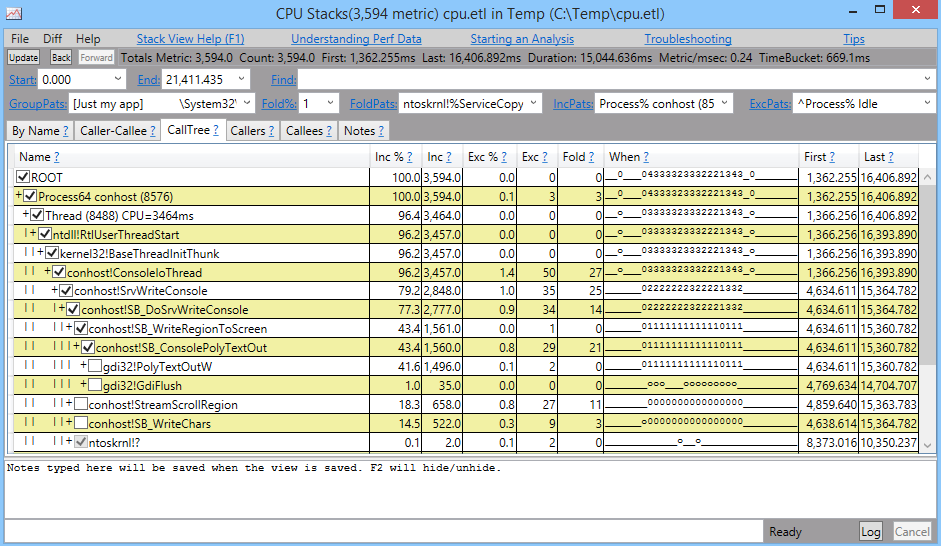 CPU Stacks(3,594 metric) cpu.etl in Temp (C:\Temp\cpu.etl)
File Diff Help Stack View Help (F1) Understanding Perf Data Starting an Analysis Troubleshooting Tips
Update Back Forward Totals Metric: 3,594.0 Count: 3,594.0 First: 1,362.255ms Last: 16,406.892ms Duration: 15,044.636ms Metric/msec: 0.24 TimeBucket: 669.1ms
Start: 0.000 End: 21,411.435 Find:
GroupPats: [Just my app] \System32\ Fold%: 1 FoldPats: ntoskrnl!%ServiceCopy IncPats: Process% conhost (85 ExcPats: ^Process% Idle
By Name ? Caller-Callee ? CallTree ? Callers ? Callees ? Notes ?
Name ? Inc % ? Inc ? Exc % ? Exc ? Fold ? When ? First ? Last ?
ROOT 100.0 3,594.0 0.0 0 0 __0___04333323332221343_0______ 1,362.255 16,406.892
+ Process64 conhost (8576) 100.0 3,594.0 0.1 3 3 __0___04333323332221343_0______ 1,362.255 16,406.892
+ Thread (8488) CPU=3464ms 96.4 3,464.0 0.0 0 0 __o___03333323332221343_o______ 1,366.256 16,406.892
|+ ntdll!RtlUserThreadStart 96.2 3,457.0 0.0 0 0 __o___03333323332221343_o______ 1,366.256 16,393.890
||+ kernel32!BaseThreadInitThunk 96.2 3,457.0 0.0 0 0 __o___03333323332221343_o______ 1,366.256 16,393.890
|| + conhost!ConsoleIoThread 96.2 3,457.0 1.4 50 27 __o___03333323332221343_o______ 1,366.256 16,393.890
|| + conhost!SrvWriteConsole 79.2 2,848.0 1.0 35 25 ______02222222221221332________ 4,634.611 15,360.782
|| |+ conhost!SB_DoSrvWriteConsole 77.3 2,777.0 0.9 34 14 ______02222222221221332________ 4,634.611 15,360.782
|| ||+ conhost!SB_WriteRegionToScreen 43.4 1,561.0 0.0 1 0 ______01111111111110111________ 4,634.611 15,360.782
|| |||+ conhost!SB_ConsolePolyTextOut 43.4 1,560.0 0.8 29 21 ______01111111111110111________ 4,634.611 15,360.782
|| ||| + gdi32!PolyTextOutW 41.6 1,496.0 0.1 2 0 ______01111111111110111________ 4,634.611 15,360.782
|| ||| + gdi32!GdiFlush 1.0 35.0 0.0 0 0 ______ooo___ooooooooo________ 4,769.634 14,704.707
|| ||+ conhost!StreamScrollRegion 18.3 658.0 0.8 27 11 ______0000000000000000________ 4,859.640 15,363.783
|| ||+ conhost!SB_WriteChars 14.5 522.0 0.3 9 3 ______o0000000000000000________ 4,638.614 15,364.782
|| ||+ ntoskrnl!? 0.1 2.0 0.1 2 0 ___________o__o_______________ 8,373.016 10,350.237
Notes typed here will be saved when the view is saved. F2 will hide/unhide.
Ready Log Cancel